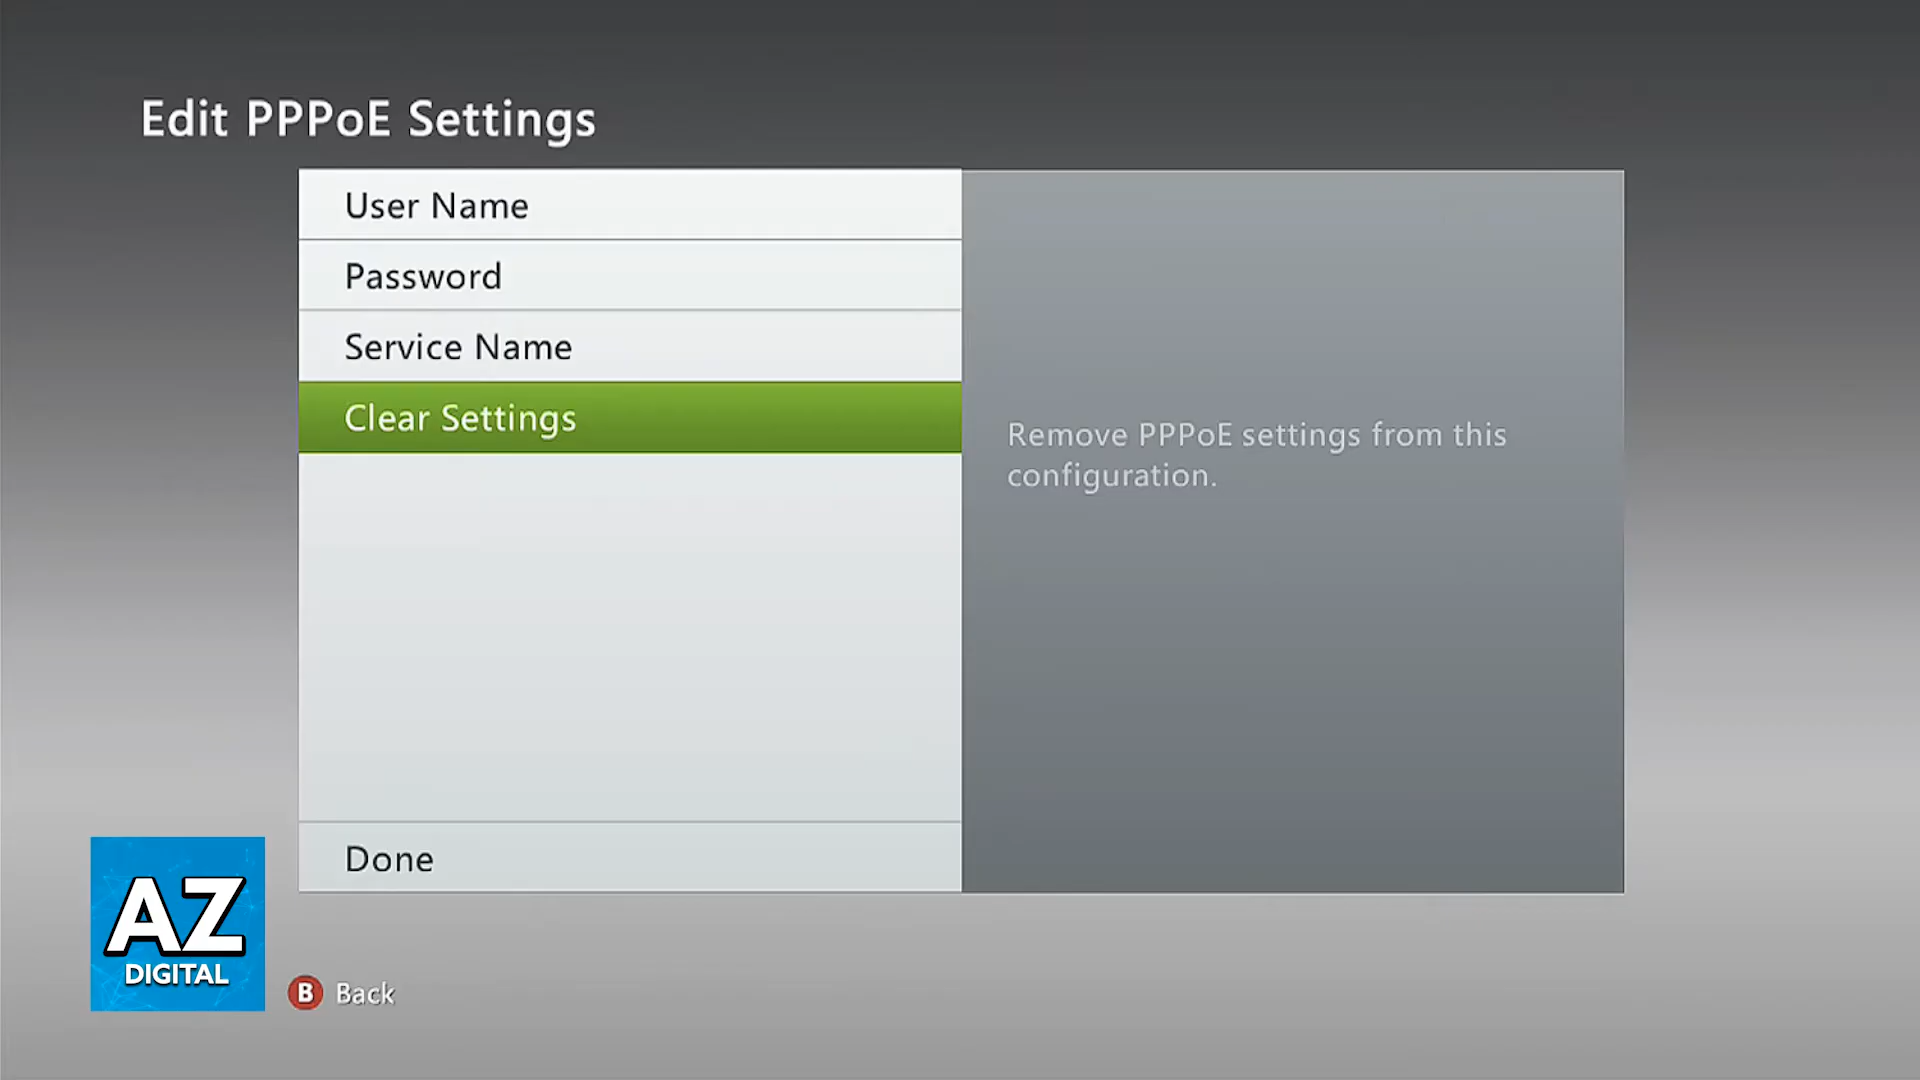 Edit PPPoE Settings
User Name
Password
Service Name
Clear Settings
Remove PPPoE settings from this
configuration.
Done
AZ
DIGITAL
B Back